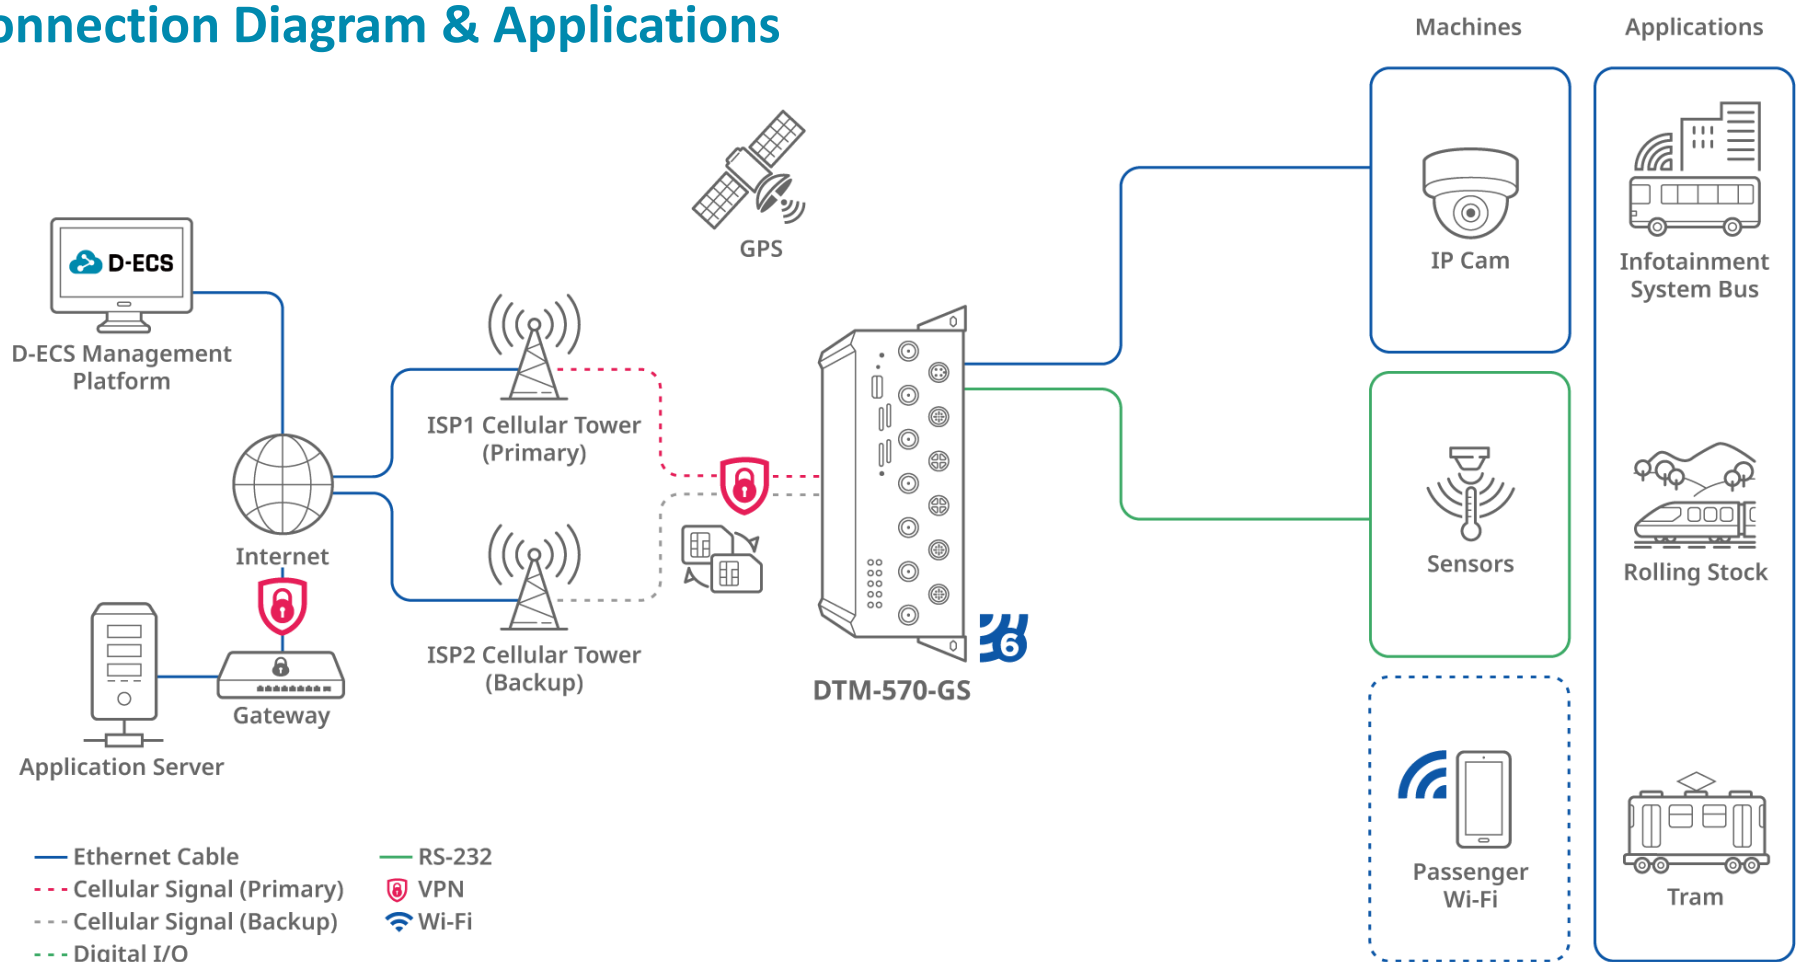 onnection Diagram & Applications
Machines
Applications
GPS
D-ECS
D-ECS Management
Platform
IP Cam
Infotainment
System Bus
ISP1 Cellular Tower
(Primary)
Internet
Sensors
Rolling Stock
ISP2 Cellular Tower
(Backup)
6
DTM-570-GS
Gateway
Application Server
Passenger
Wi-Fi
Tram
Ethernet Cable
Cellular Signal (Primary)
Cellular Signal (Backup)
Digital I/O
RS-232
VPN
Wi-Fi